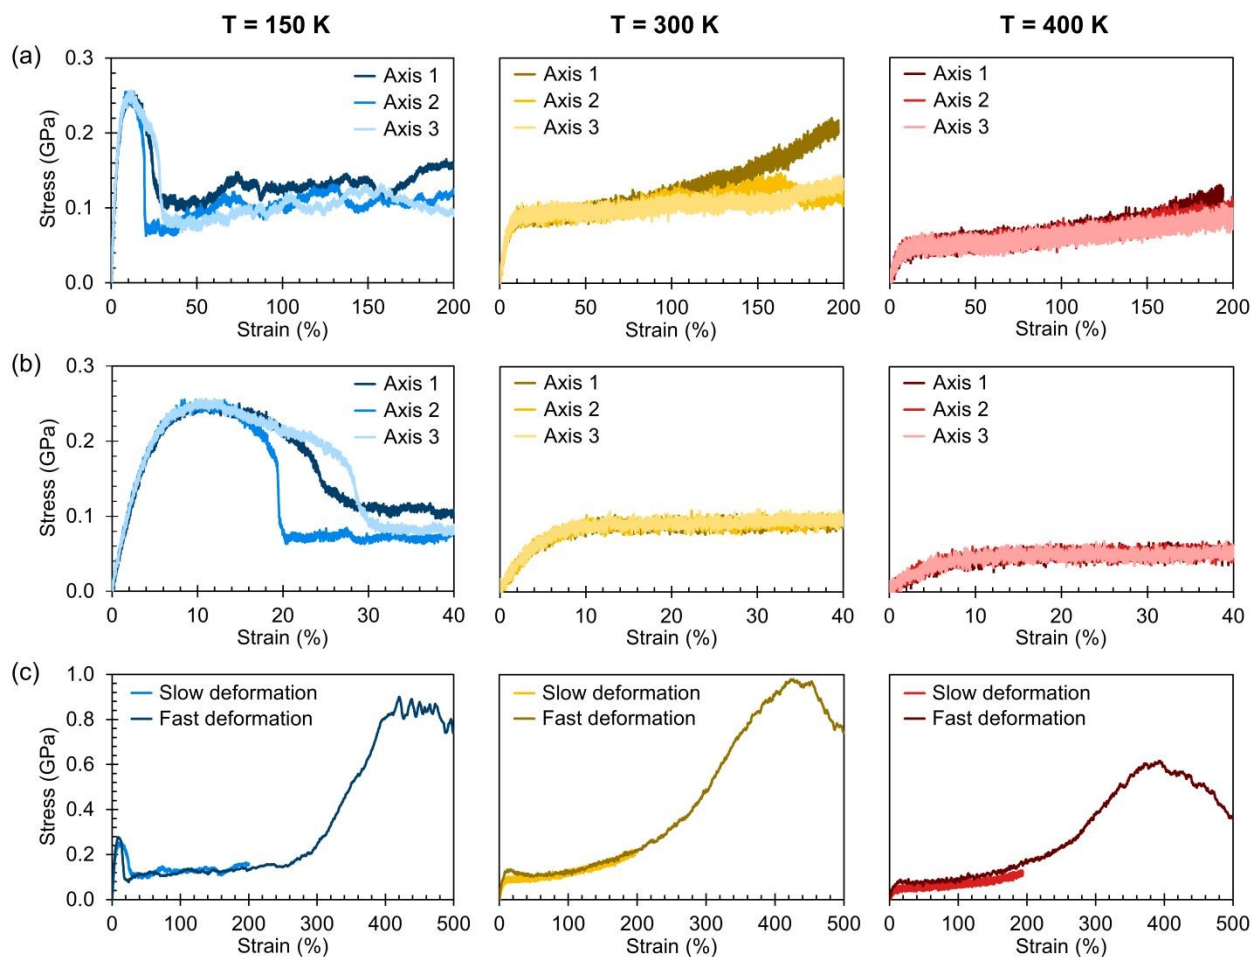 T = 150 K
T = 300 K
T = 400 K
(a)
Stress (GPa)
0.3
0.2
0.1
0.0
Axis 1
Axis 2
Axis 3
0 50 100 150 200
Strain (%)
Axis 1
Axis 2
Axis 3
0 50 100 150 200
Strain (%)
Axis 1
Axis 2
Axis 3
0 50 100 150 200
Strain (%)
(b)
Stress (GPa)
0.3
0.2
0.1
0.0
Axis 1
Axis 2
Axis 3
0 10 20 30 40
Strain (%)
Axis 1
Axis 2
Axis 3
0 10 20 30 40
Strain (%)
Axis 1
Axis 2
Axis 3
0 10 20 30 40
Strain (%)
(c)
Stress (GPa)
1.0
0.8
0.6
0.4
0.2
0.0
Slow deformation
Fast deformation
0 100 200 300 400 500
Strain (%)
Slow deformation
Fast deformation
0 100 200 300 400 500
Strain (%)
Slow deformation
Fast deformation
0 100 200 300 400 500
Strain (%)